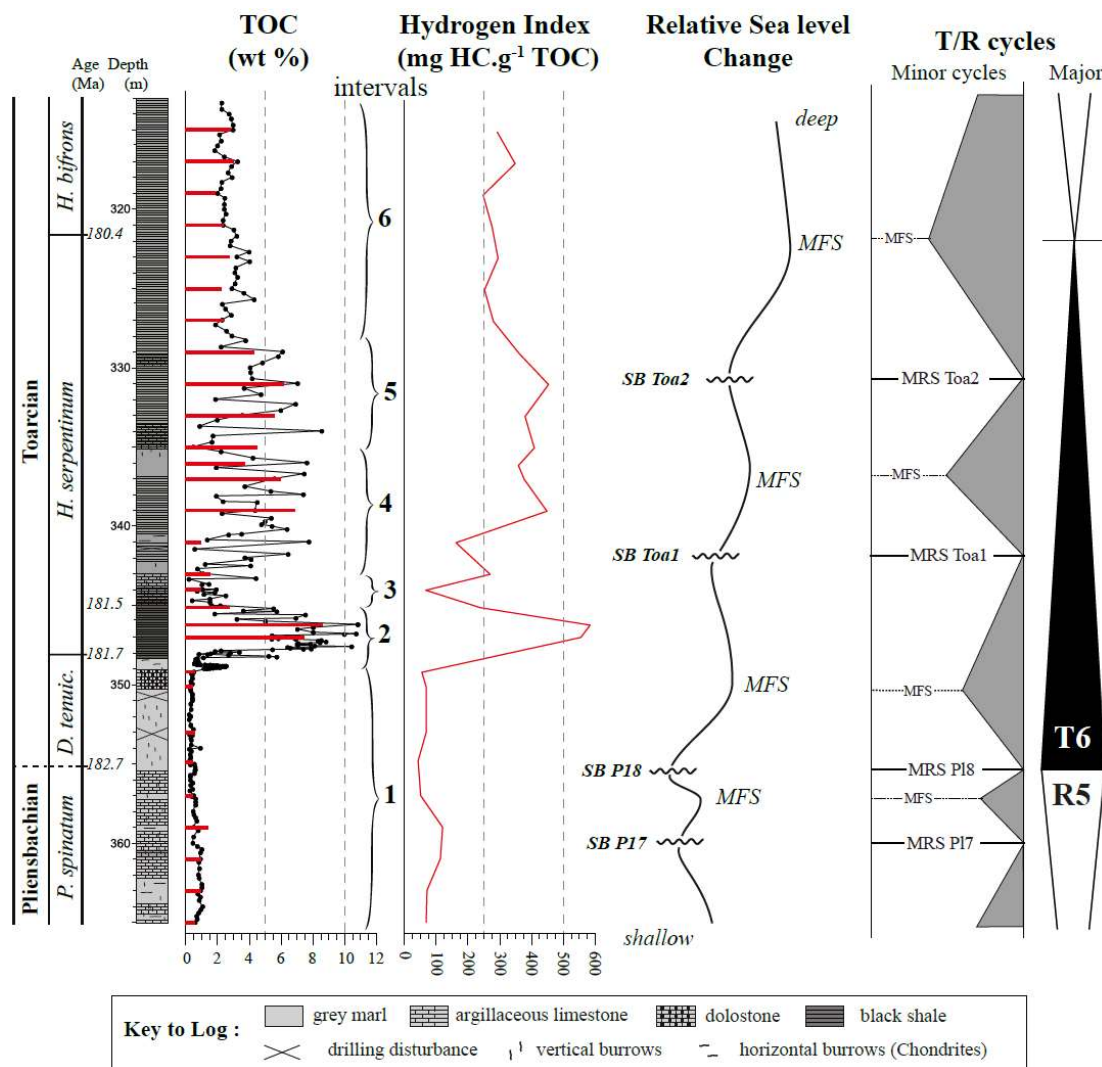 TOC
(wt %)
Hydrogen Index
(mg HC.g-1 TOC)
Relative Sea level
Change
T/R cycles
Minor cycles
Major
Age
(Ma)
Depth
(m)
intervals
Toarcian
Pliensbachian
H. bifrons
H. serpentinum
D. tenuic.
P. spinatum
180.4
181.5
181.7
182.7
320
330
340
350
360
6
5
4
3
2
1
deep
MFS
SB Toa2
MFS
SB Toa1
MFS
SB P18
MFS
SB P17
shallow
MFS
MRS Toa2
MFS
MRS Toa1
MFS
MRS Pl8
MFS
MRS Pl7
T6
R5
0 2 4 6 8 10 12
0 100 200 300 400 500 600
Key to Log :
grey marl
argillaceous limestone
dolostone
black shale
drilling disturbance
vertical burrows
horizontal burrows (Chondrites)